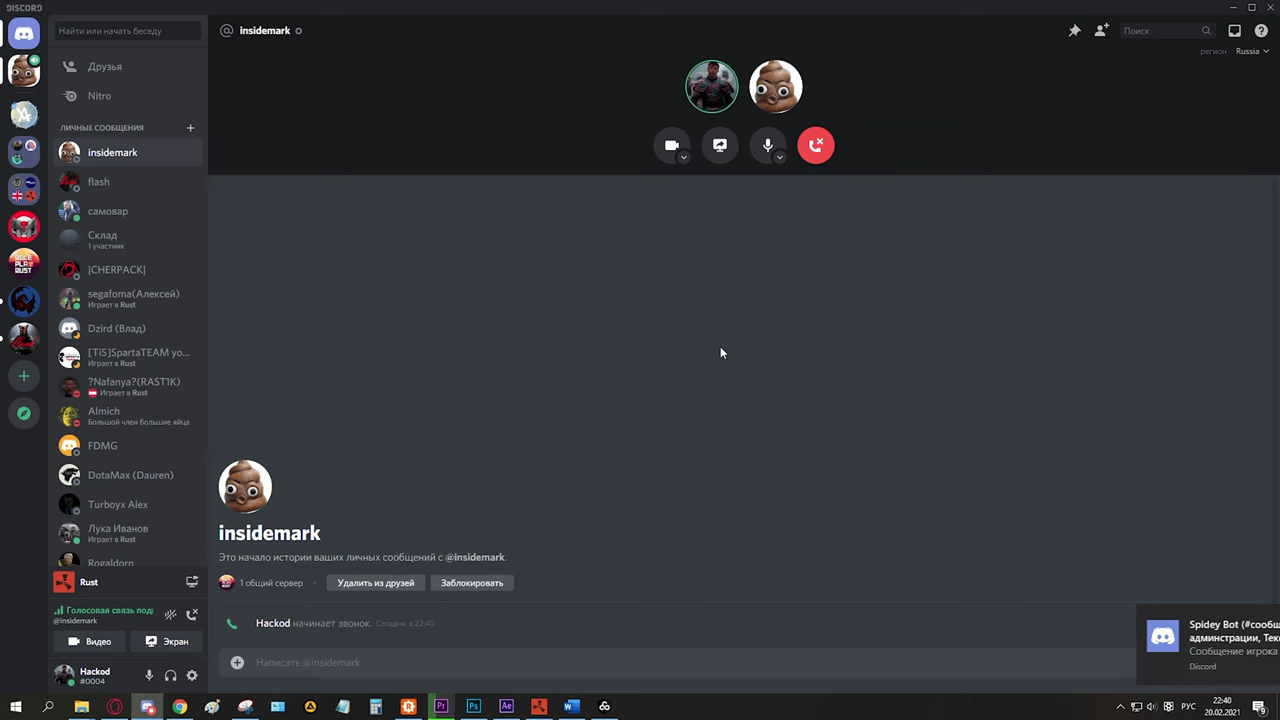 DISCORD
Найти или начать беседу
Друзья
Nitro
ЛИЧНЫЕ СООБЩЕНИЯ
insidemark
flash
самовар
Склад
1 участник
|CHERPACK|
segafoma(Алексей)
Играет в Rust
Dzird (Влад)
[TiS]SpartaTEAM yo...
Играет в Rust
?Nafanya?(RAST1K)
Играет в Rust
Almich
Большой член большие яйца
FDMG
DotaMax (Dauren)
Turboyx Alex
Лука Иванов
Играет в Rust
Rogaldorn
Rust
Голосовая связь под
@insidemark
Видео
Экран
Hackod
#0004
insidemark
Поиск
регион
Russia
insidemark
Это начало истории ваших личных сообщений с @insidemark.
1 общий сервер
Удалить из друзей
Заблокировать
Hackod начинает звонок. Сегодня, в 22:40
Написать @insidemark
Spidey Bot (#сообщ
админстрации, Текс
Сообщение игрока
Discord
РУС
22:40
20.02.2021